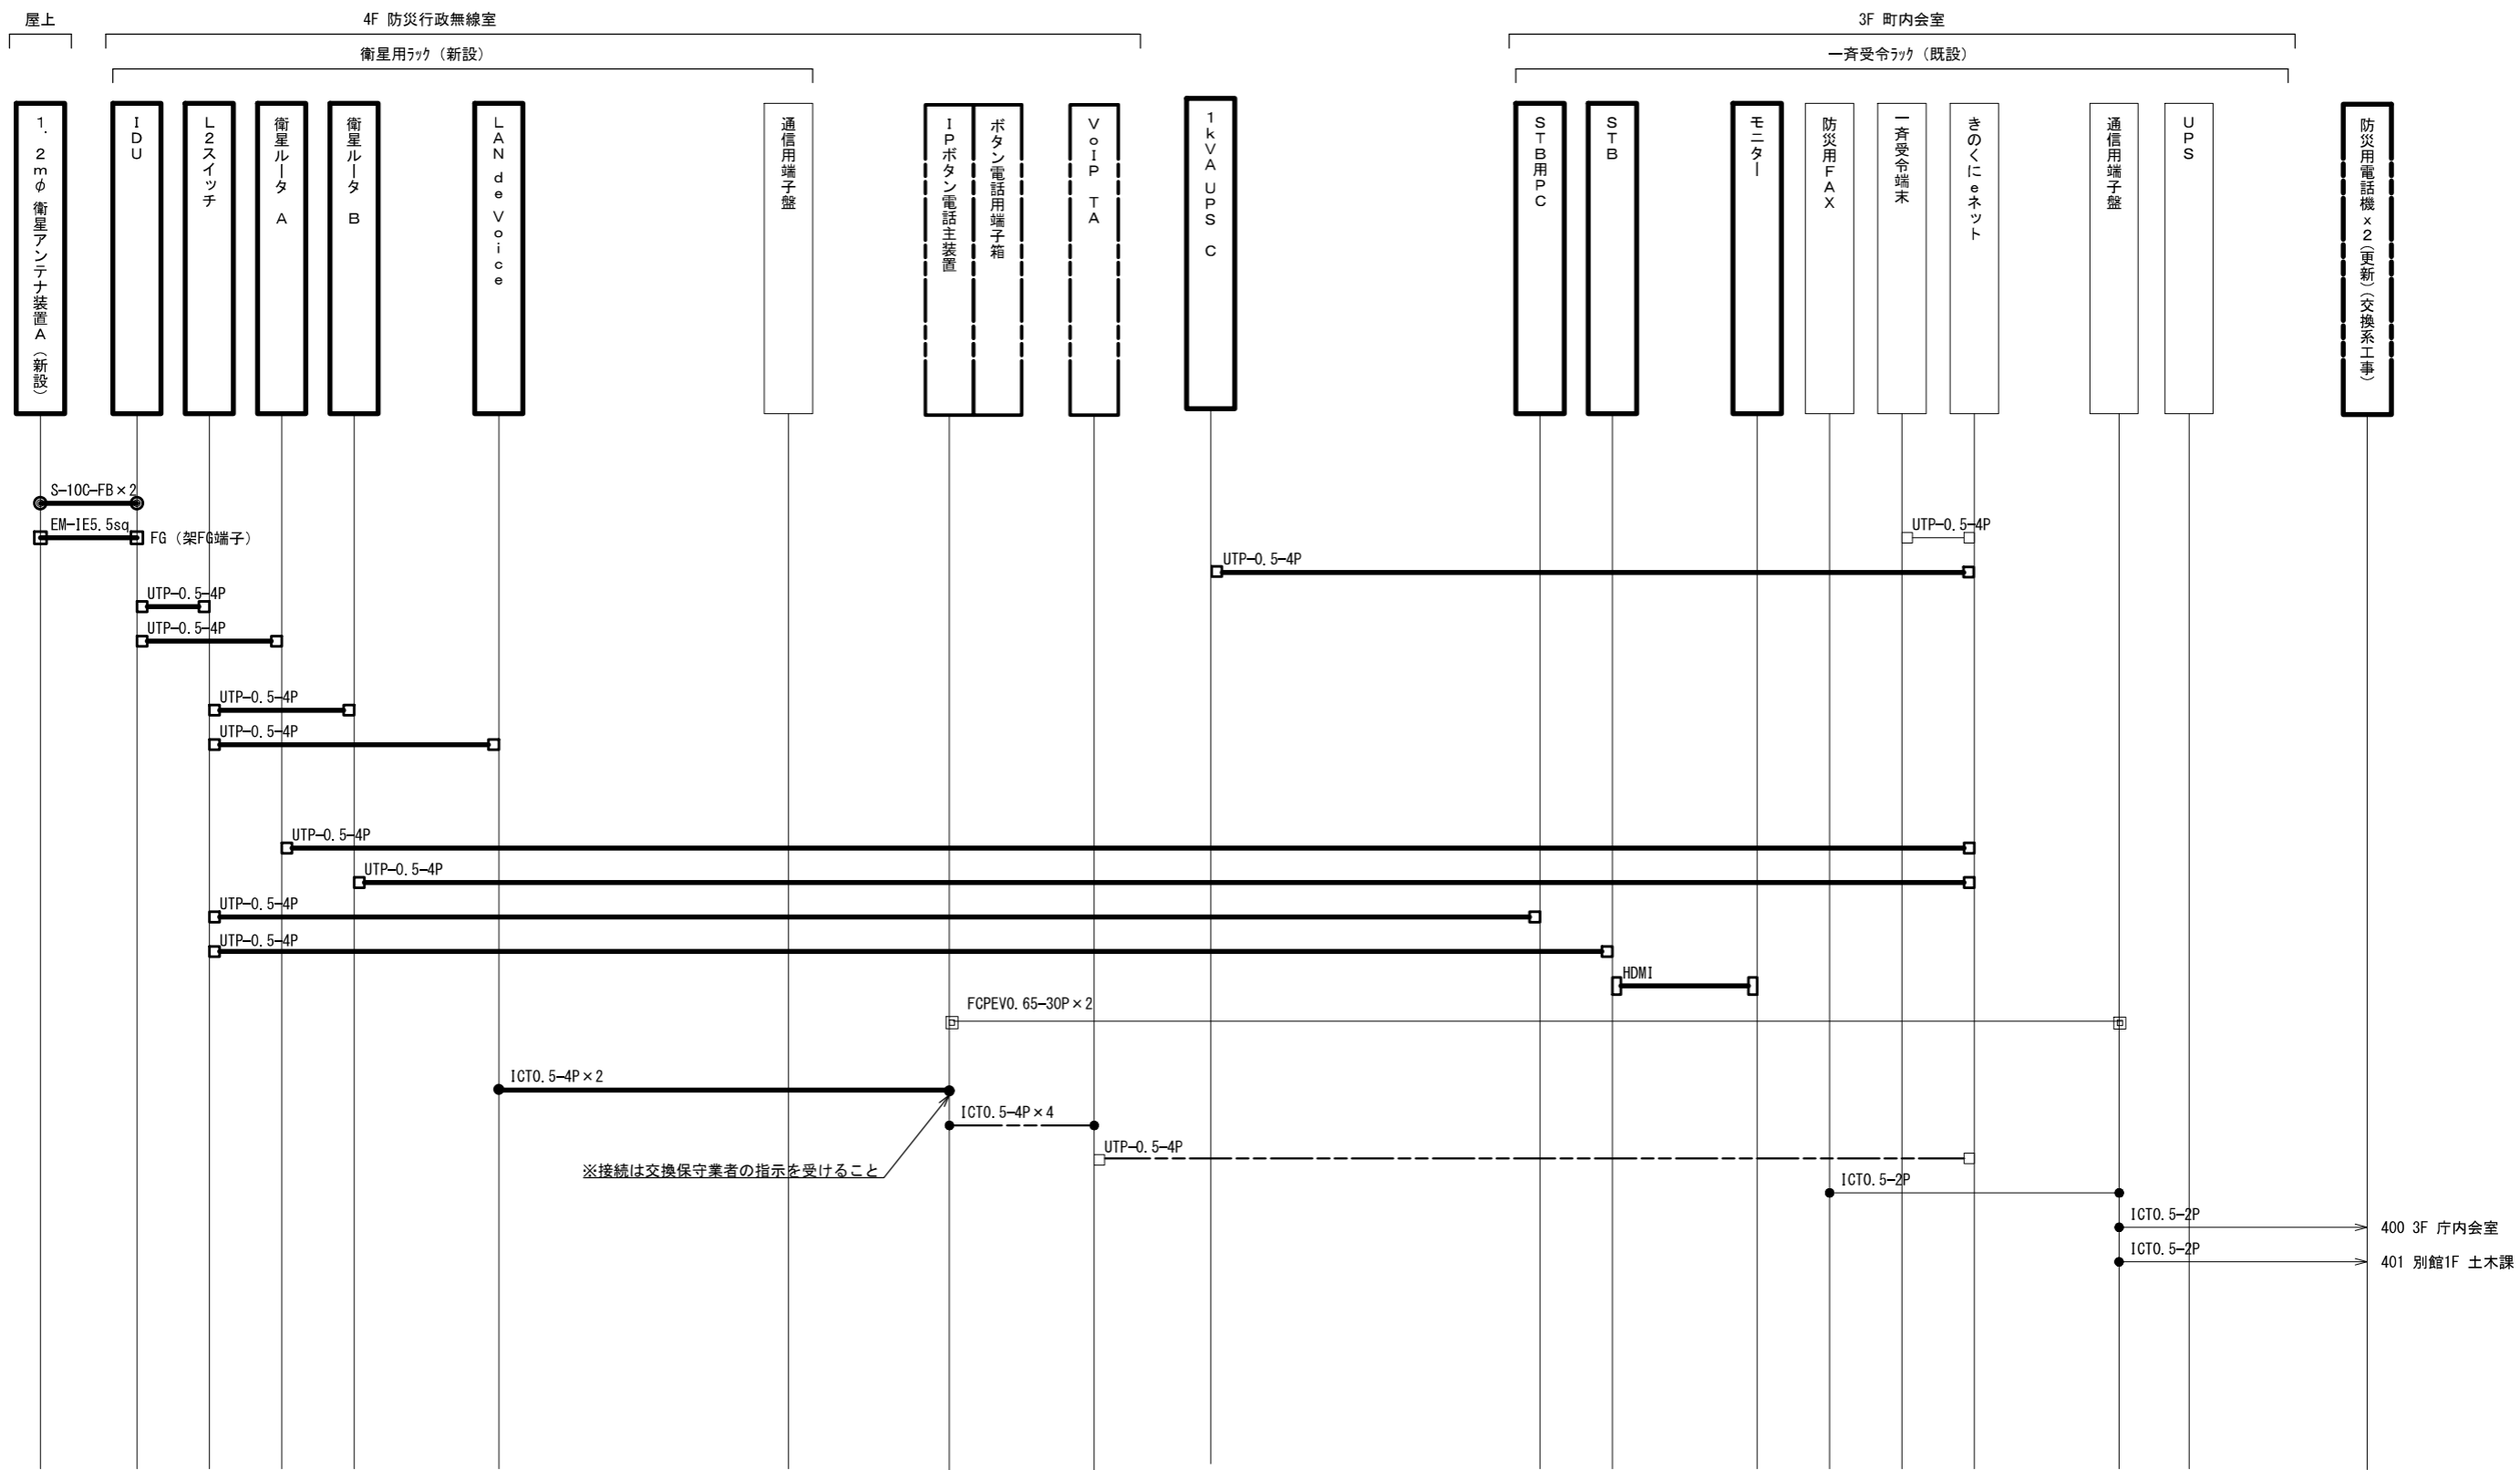 屋上
4F 防災行政無線室
3F 町内会室
衛星用ﾗｯｸ（新設）
一斉受令ﾗｯｸ（既設）
１．２ｍφ 衛星アンテナ装置Ａ（新設）
ＩＤＵ
Ｌ２スイッチ
衛星ルータ Ａ
衛星ルータ Ｂ
ＬＡＮ ｄｅ Ｖｏｉｃｅ
通信用端子盤
ＩＰボタン電話主装置
ボタン電話用端子箱
ＶｏＩＰ ＴＡ
１ｋＶＡ ＵＰＳ Ｃ
ＳＴＢ用ＰＣ
ＳＴＢ
モニター
防災用ＦＡＸ
一斉受令端末
きのくにｅネット
通信用端子盤
ＵＰＳ
防災用電話機ｘ２（更新）（交換系工事）
S-10C-FB×2
EM-IE5.5sq
FG（架FG端子）
UTP-0.5-4P
UTP-0.5-4P
UTP-0.5-4P
UTP-0.5-4P
UTP-0.5-4P
UTP-0.5-4P
UTP-0.5-4P
UTP-0.5-4P
UTP-0.5-4P
UTP-0.5-4P
HDMI
FCPEV0.65-30P×2
ICT0.5-4P×2
ICT0.5-4P×4
UTP-0.5-4P
※接続は交換保守業者の指示を受けること
ICT0.5-2P
ICT0.5-2P
400 3F 庁内会室
ICT0.5-2P
401 別館1F 土木課